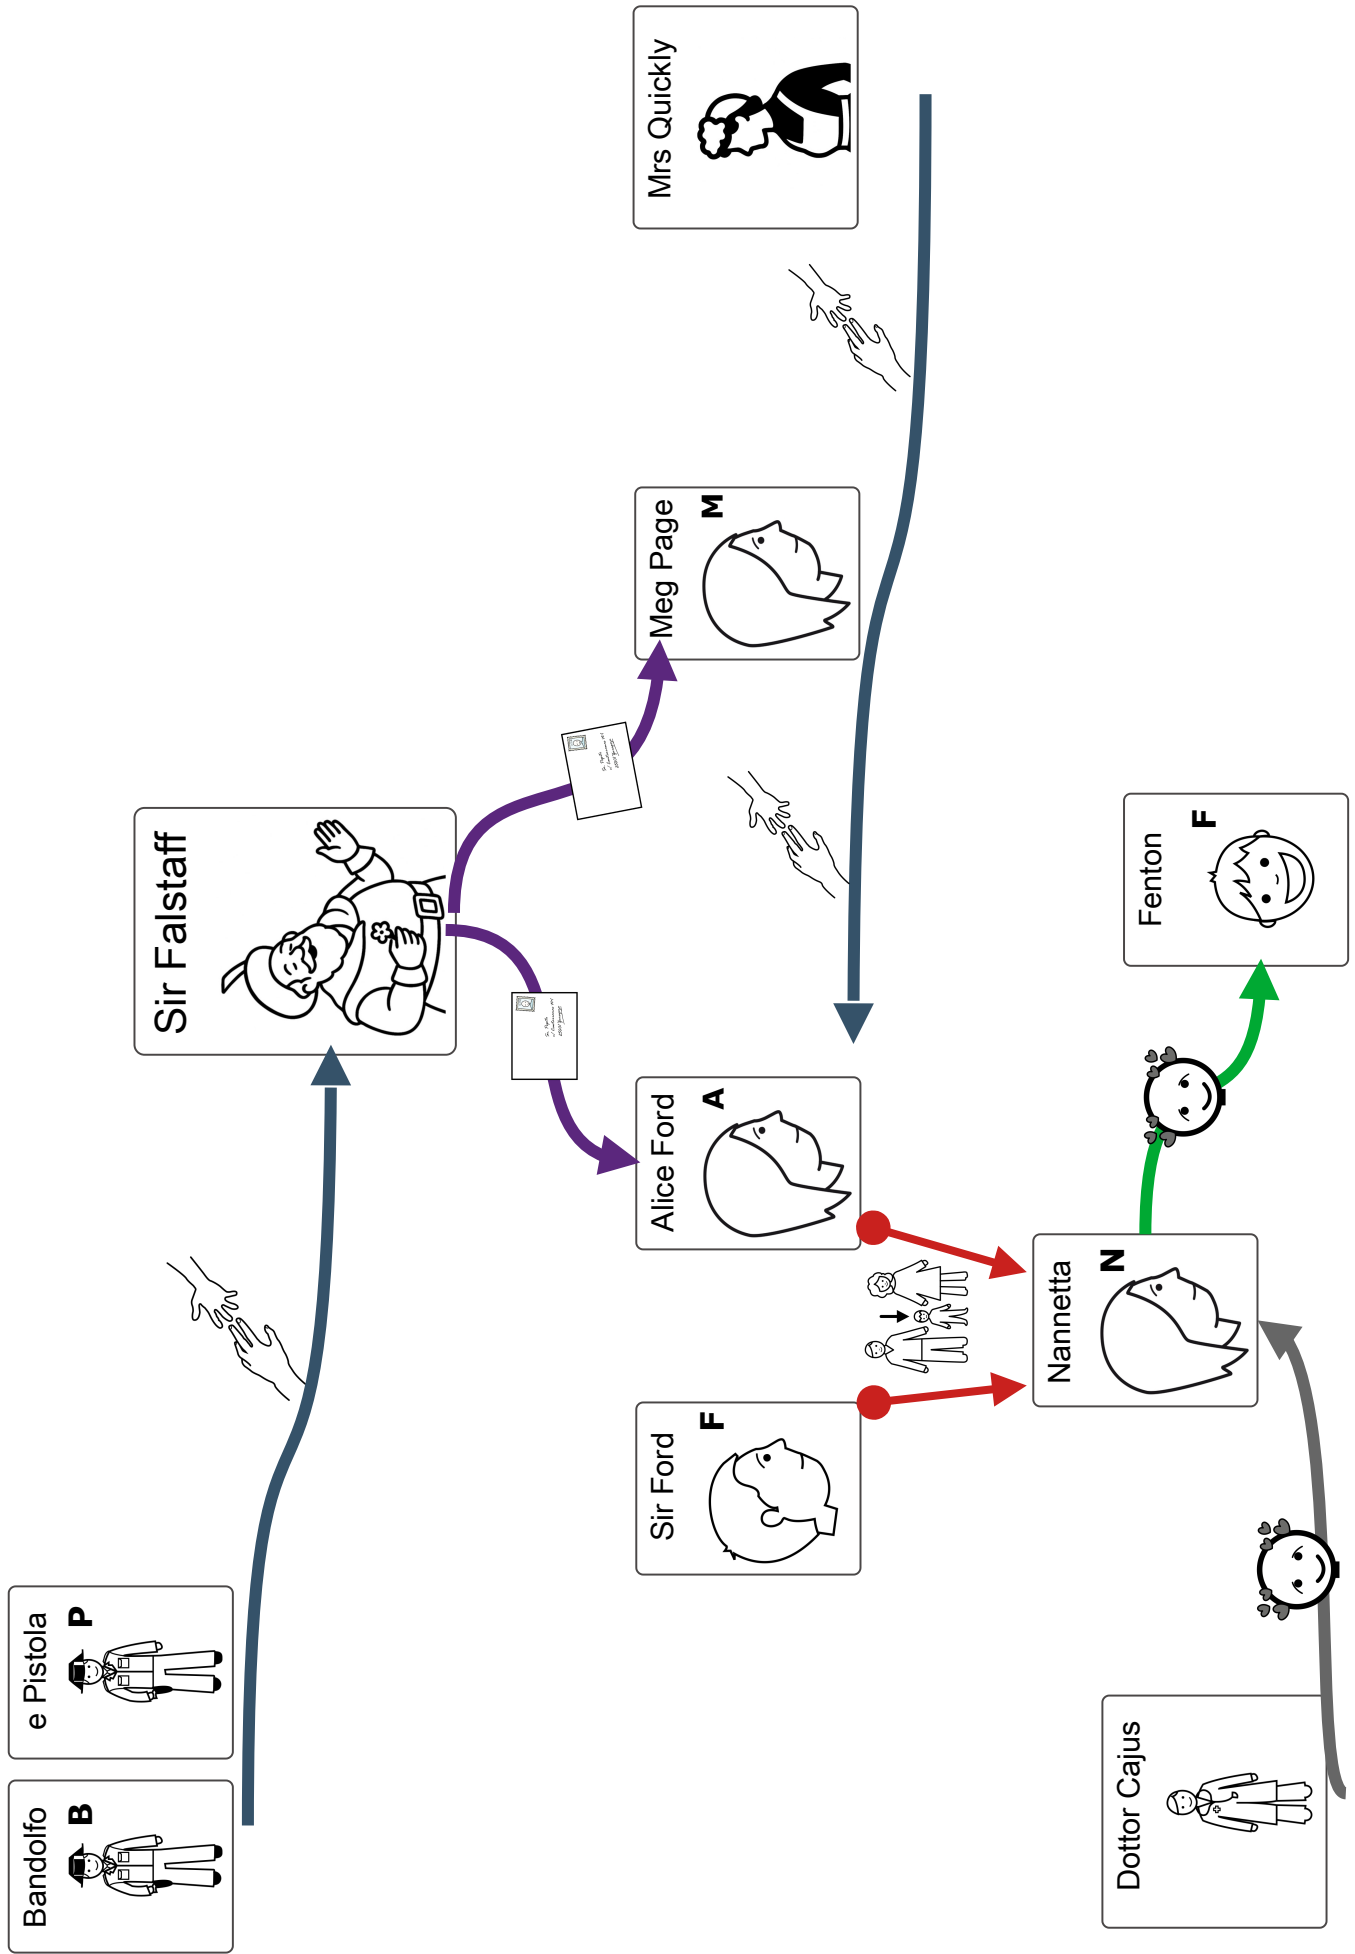 Bandolfo
B
e Pistola
P
Sir Falstaff
Sir Ford
F
Alice Ford
A
Meg Page
M
Mrs Quickly
Dottor Cajus
Nannetta
N
Fenton
F